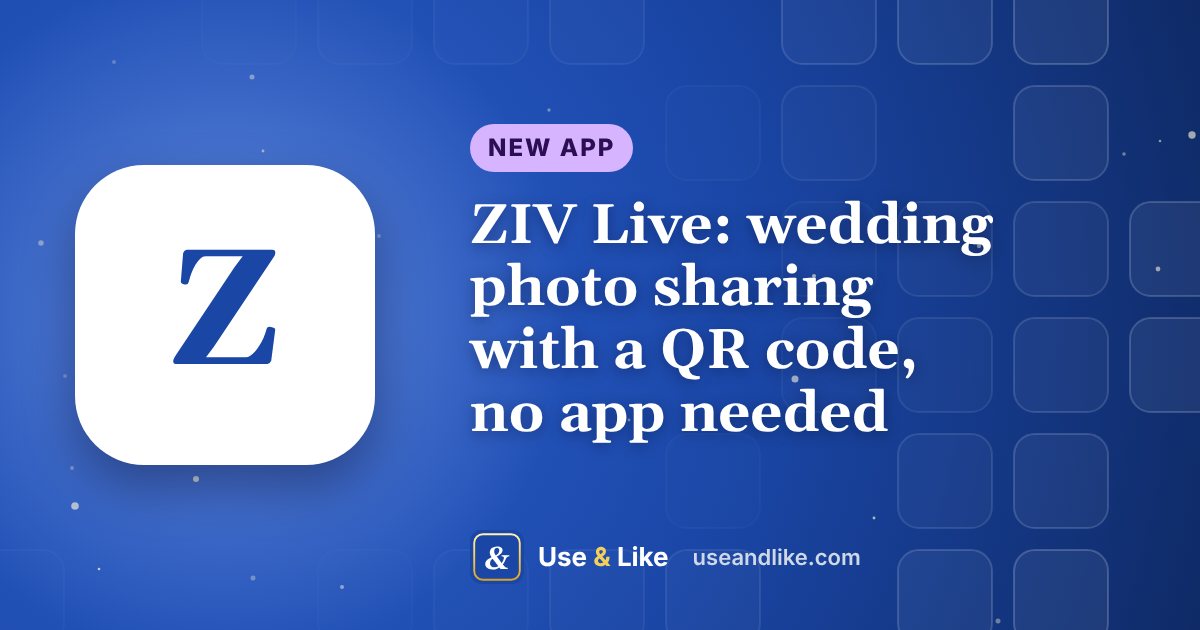 Z
NEW APP
ZIV Live: wedding
photo sharing
with a QR code,
no app needed
& Use & Like useandlike.com